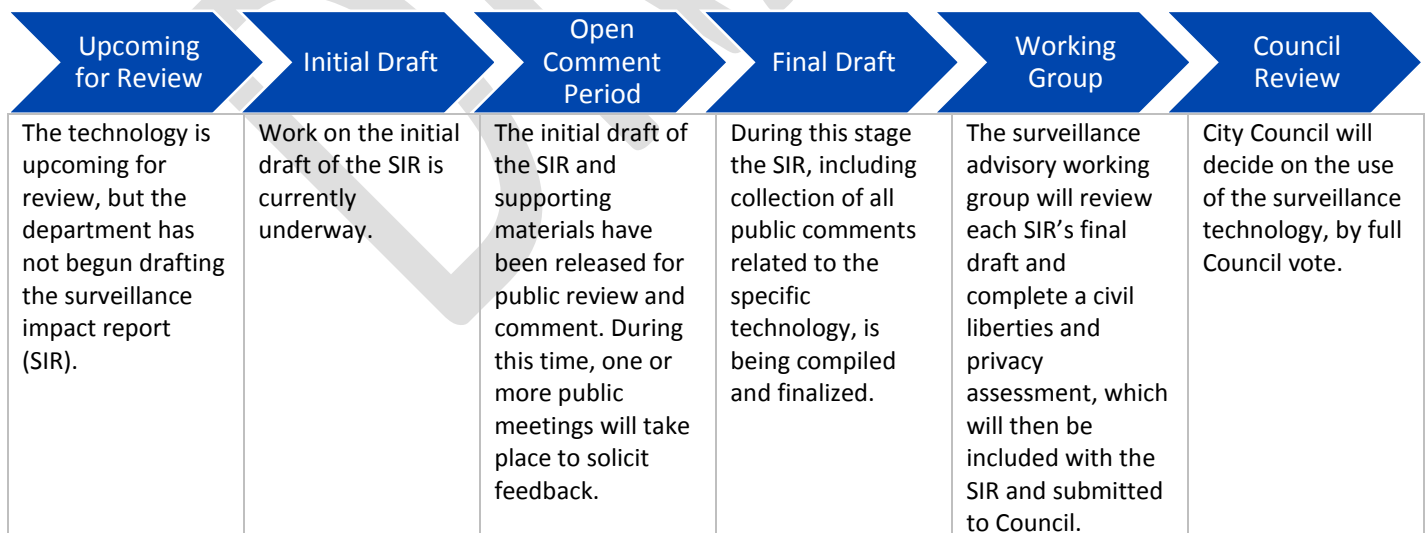 Upcoming
for Review
Initial Draft
Open
Comment
Period
Final Draft
Working
Group
Council
Review
The technology is
upcoming for
review, but the
department has
not begun drafting
the surveillance
impact report
(SIR).
Work on the initial
draft of the SIR is
currently
underway.
The initial draft of
the SIR and
supporting
materials have
been released for
public review and
comment. During
this time, one or
more public
meetings will take
place to solicit
feedback.
During this stage
the SIR, including
collection of all
public comments
related to the
specific
technology, is
being compiled
and finalized.
The surveillance
advisory working
group will review
each SIR’s final
draft and
complete a civil
liberties and
privacy
assessment, which
will then be
included with the
SIR and submitted
to Council.
City Council will
decide on the use
of the surveillance
technology, by full
Council vote.